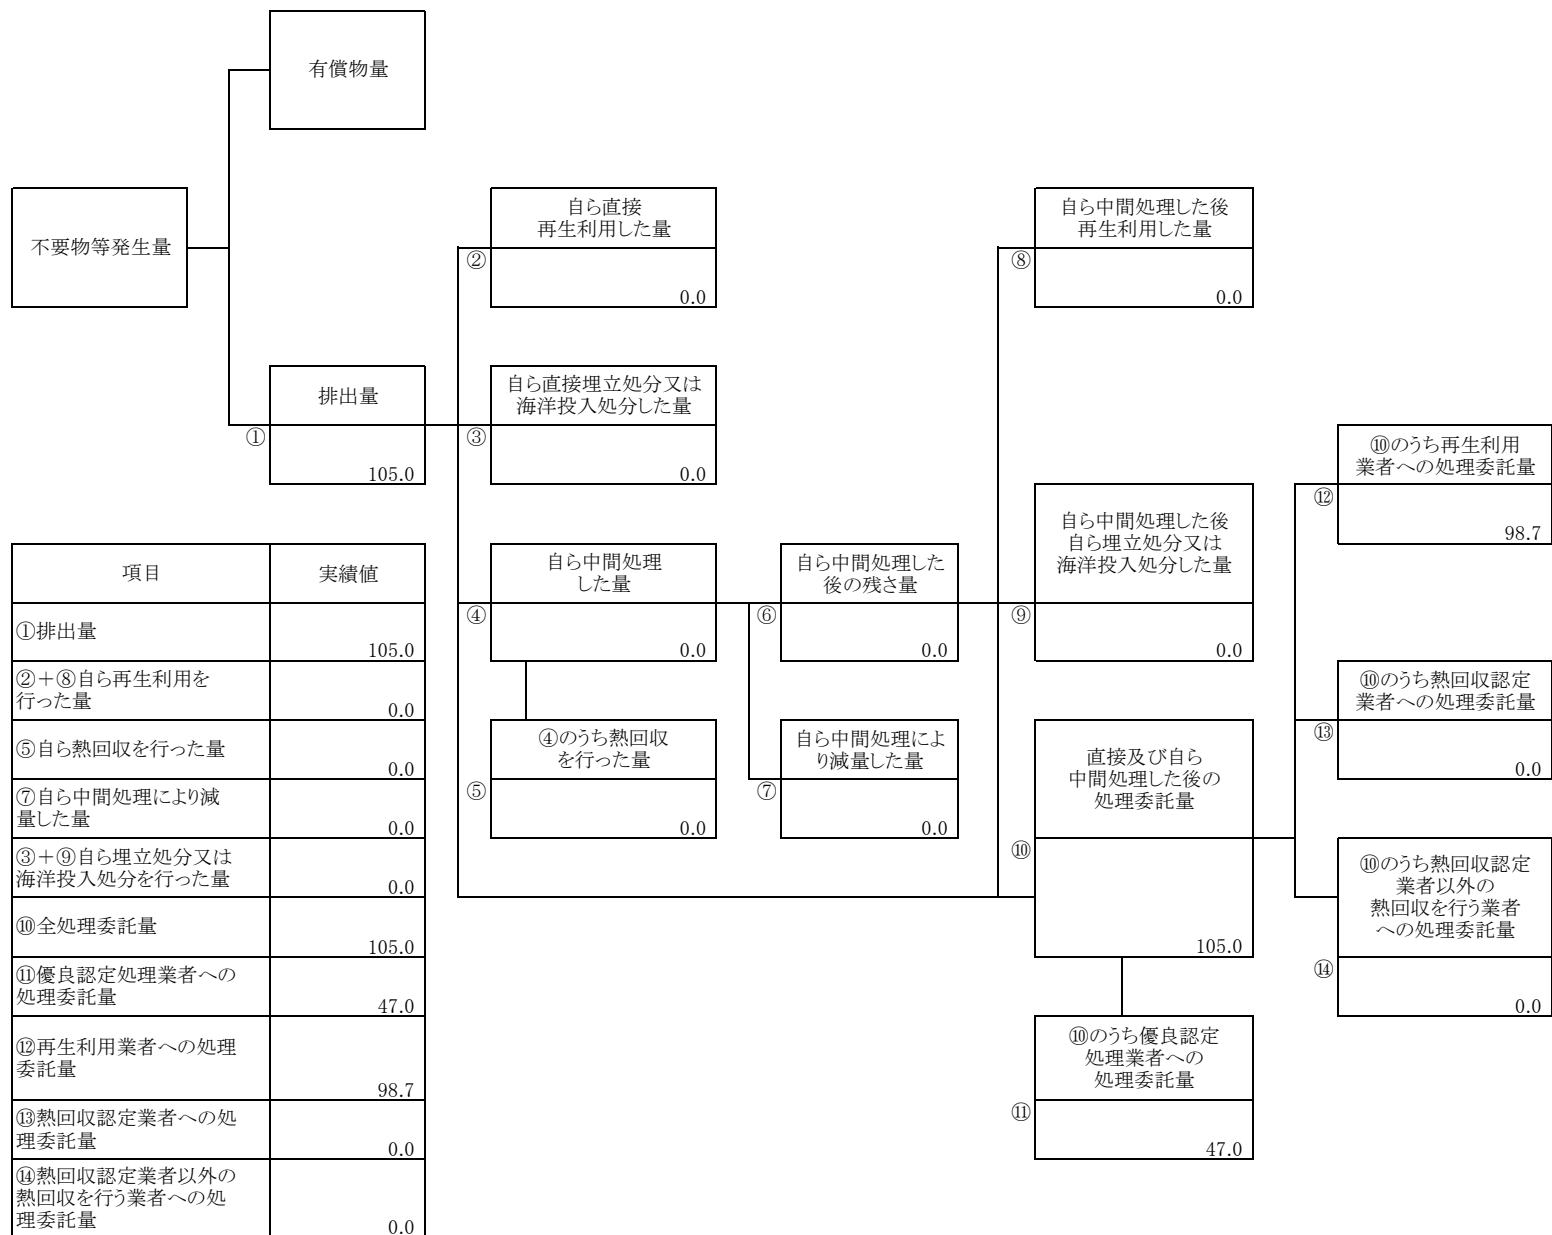 有償物量
不要物等発生量
自ら直接
再生利用した量
②
0.0
自ら中間処理した後
再生利用した量
⑧
0.0
排出量
①
105.0
自ら直接埋立処分又は
海洋投入処分した量
③
0.0
⑩のうち再生利用
業者への処理委託量
⑫
98.7
自ら中間処理
した量
④
0.0
自ら中間処理した
後の残さ量
⑥
0.0
自ら中間処理した後
自ら埋立処分又は
海洋投入処分した量
⑨
0.0
⑩のうち熱回収認定
業者への処理委託量
⑬
0.0
④のうち熱回収
を行った量
⑤
0.0
自ら中間処理によ
り減量した量
⑦
0.0
直接及び自ら
中間処理した後の
処理委託量
⑩
105.0
⑩のうち熱回収認定
業者以外の
熱回収を行う業者
への処理委託量
⑭
0.0
⑩のうち優良認定
処理業者への
処理委託量
⑪
47.0
項目 実績値
①排出量
105.0
②+⑧自ら再生利用を
行った量
0.0
⑤自ら熱回収を行った量
0.0
⑦自ら中間処理により減
量した量
0.0
③+⑨自ら埋立処分又は
海洋投入処分を行った量
0.0
⑩全処理委託量
105.0
⑪優良認定処理業者への
処理委託量
47.0
⑫再生利用業者への処理
委託量
98.7
⑬熱回収認定業者への処
理委託量
0.0
⑭熱回収認定業者以外の
熱回収を行う業者への処
理委託量
0.0